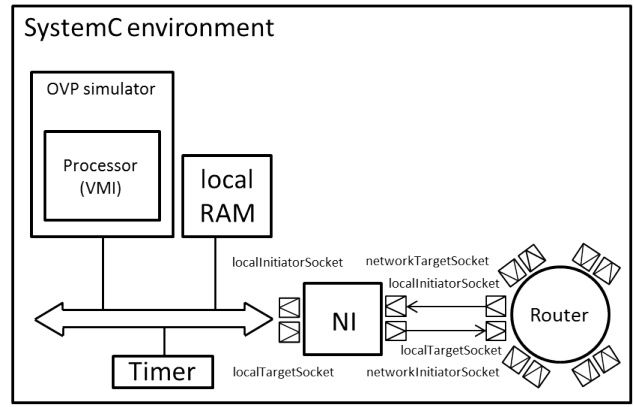 SystemC environment
OVP simulator
Processor
(VMI)
local
RAM
localInitiatorSocket
networkTargetSocket
localInitiatorSocket
NI
Router
localTargetSocket
localTargetSocket
networkInitiatorSocket
Timer